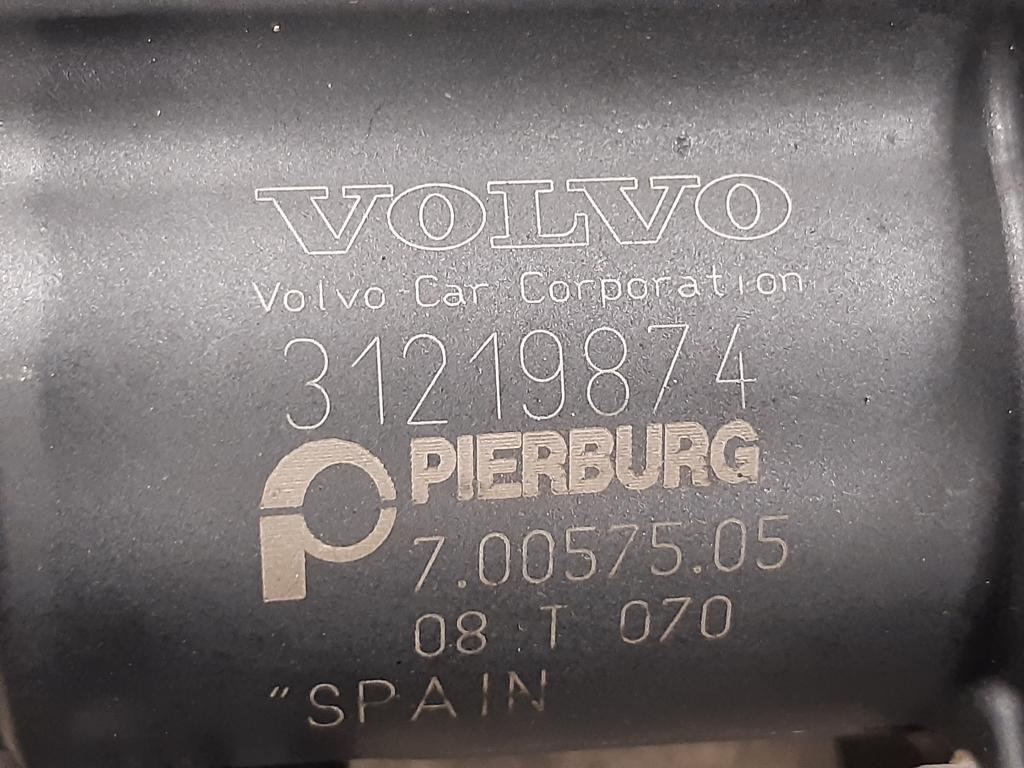 VOLVO
Volvo Car Corporation
31219874
PIERBURG
7.00575.05
08 T 070
"SPAIN